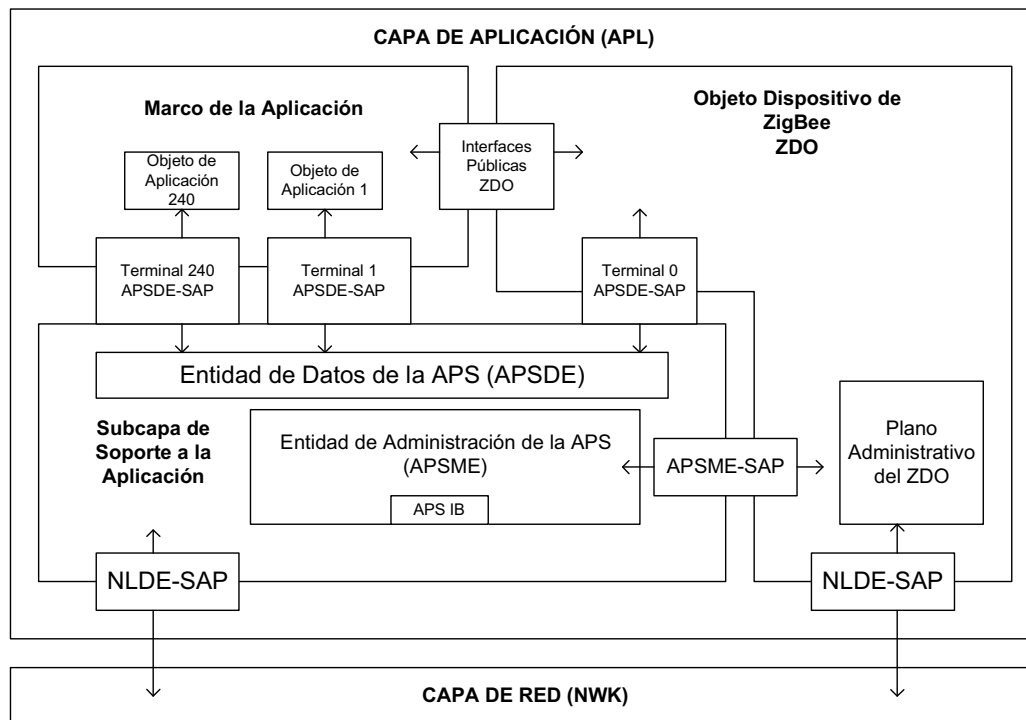 CAPA DE APLICACIÓN (APL)
Marco de la Aplicación
Objeto Dispositivo de
ZigBee
ZDO
Interfaces
Públicas
ZDO
Objeto de
Aplicación
240
Objeto de
Aplicación 1
Terminal 240
APSDE-SAP
Terminal 1
APSDE-SAP
Terminal 0
APSDE-SAP
Entidad de Datos de la APS (APSDE)
Subcapa de
Soporte a la
Aplicación
Entidad de Administración de la APS
(APSME)
APS IB
APSME-SAP
Plano
Administrativo
del ZDO
NLDE-SAP
NLDE-SAP
CAPA DE RED (NWK)